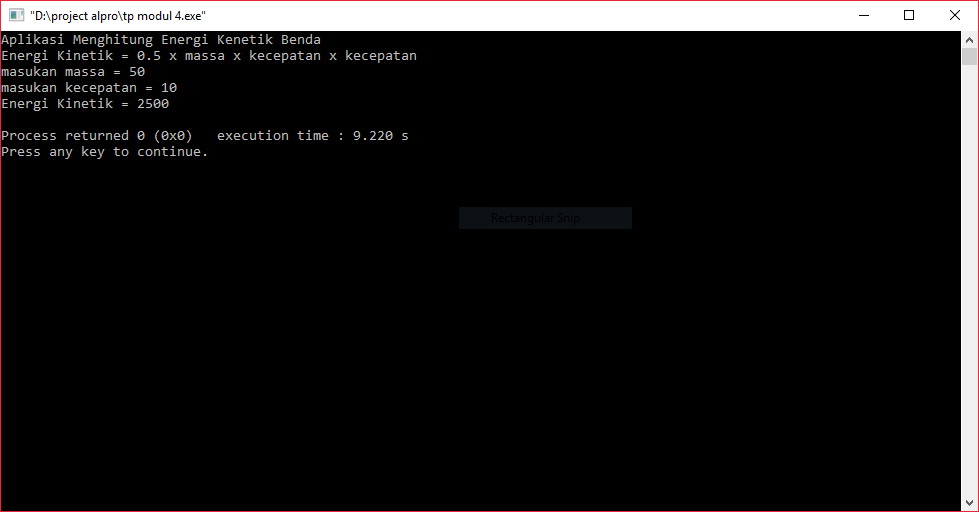 "D:\project alpro\tp modul 4.exe"
Aplikasi Menghitung Energi Kenetik Benda
Energi Kinetik = 0.5 x massa x kecepatan x kecepatan
masukan massa = 50
masukan kecepatan = 10
Energi Kinetik = 2500
Process returned 0 (0x0)   execution time : 9.220 s
Press any key to continue.
Rectangular Snip